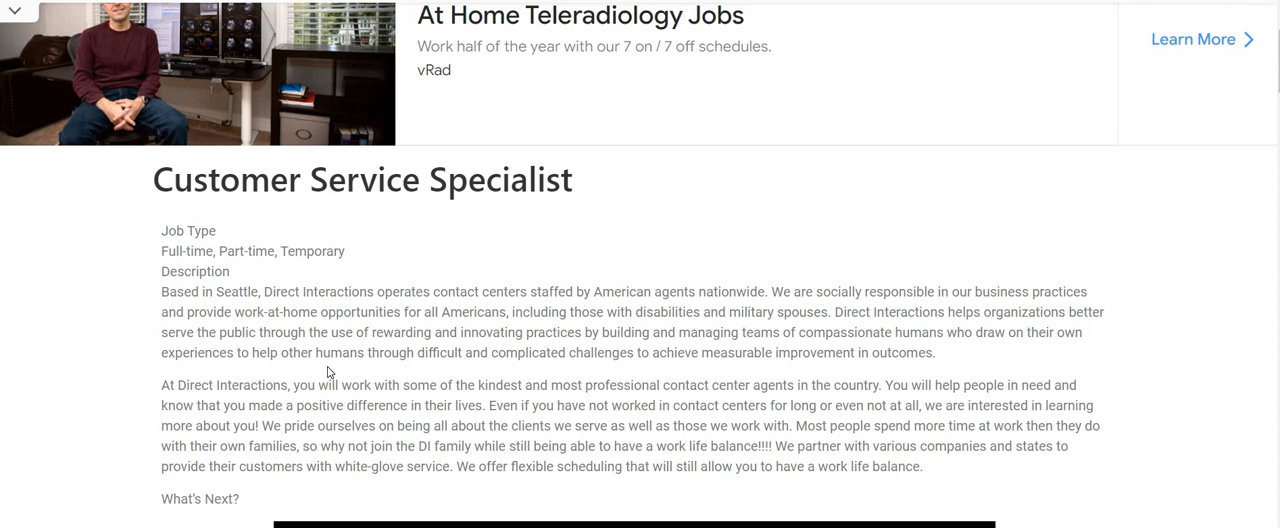 At Home Teleradiology Jobs
Work half of the year with our 7 on / 7 off schedules.
vRad
Learn More
Customer Service Specialist
Job Type
Full-time, Part-time, Temporary
Description
Based in Seattle, Direct Interactions operates contact centers staffed by American agents nationwide. We are socially responsible in our business practices
and provide work-at-home opportunities for all Americans, including those with disabilities and military spouses. Direct Interactions helps organizations better
serve the public through the use of rewarding and innovating practices by building and managing teams of compassionate humans who draw on their own
experiences to help other humans through difficult and complicated challenges to achieve measurable improvement in outcomes.
At Direct Interactions, you will work with some of the kindest and most professional contact center agents in the country. You will help people in need and
know that you made a positive difference in their lives. Even if you have not worked in contact centers for long or even not at all, we are interested in learning
more about you! We pride ourselves on being all about the clients we serve as well as those we work with. Most people spend more time at work then they do
with their own families, so why not join the DI family while still being able to have a work life balance!!!! We partner with various companies and states to
provide their customers with white-glove service. We offer flexible scheduling that will still allow you to have a work life balance.
What's Next?